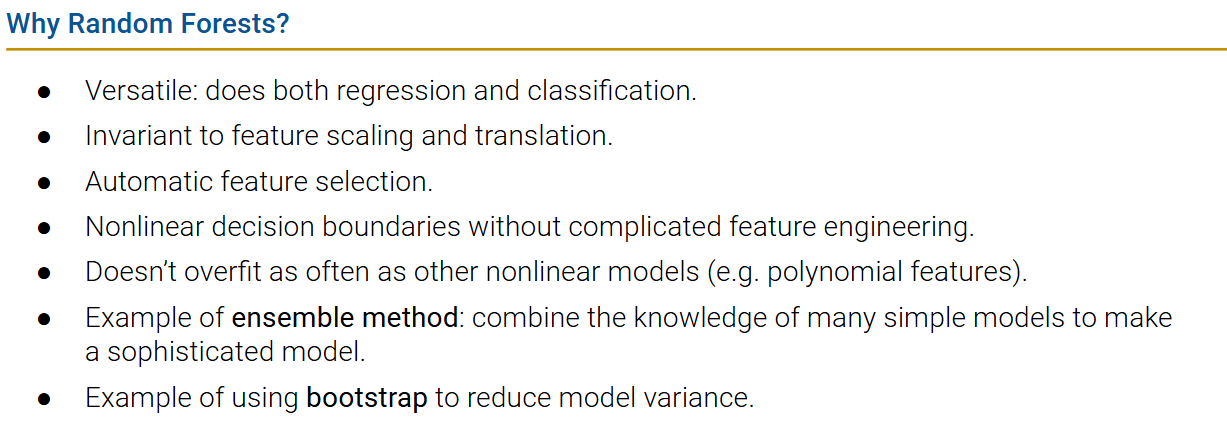 Why Random Forests?
● Versatile: does both regression and classification.
● Invariant to feature scaling and translation.
● Automatic feature selection.
● Nonlinear decision boundaries without complicated feature engineering.
● Doesn’t overfit as often as other nonlinear models (e.g. polynomial features).
● Example of ensemble method: combine the knowledge of many simple models to make
a sophisticated model.
● Example of using bootstrap to reduce model variance.